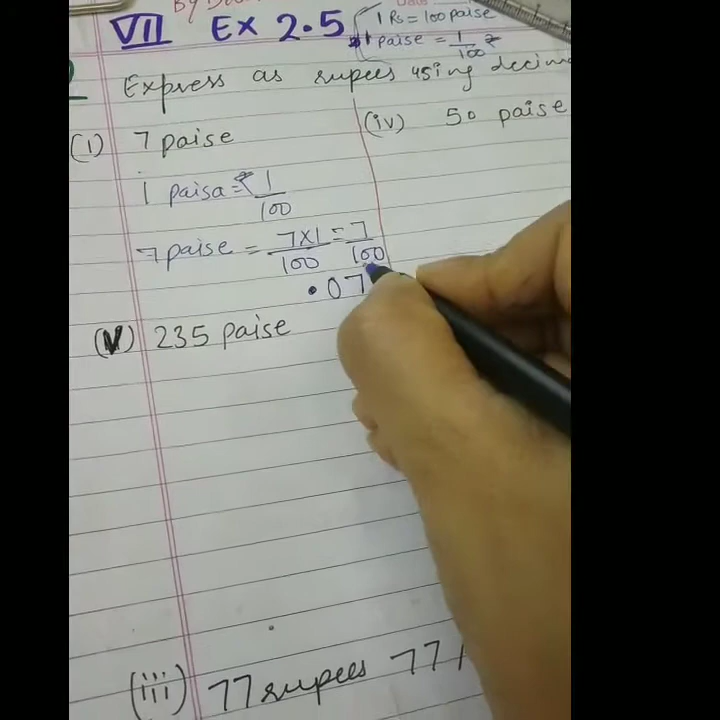 VII Ex 2.5
1 Rs = 100 paise
1 paise = 1/100 ₹
Express as rupees using
(i) 7 paise
(iv) 50 paise
1 paisa = ₹ 1/100
7 paise = 7×1/100 = 7/100
.07
(V) 235 paise
(iii) 77 rupees 77